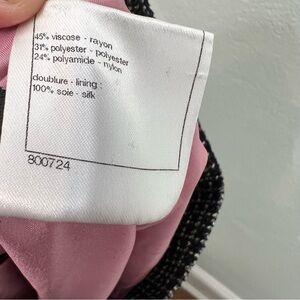 45% viscose - rayon
31% polyester - polyester
24% polyamide - nylon
doublure - lining :
100% soie - silk
800724